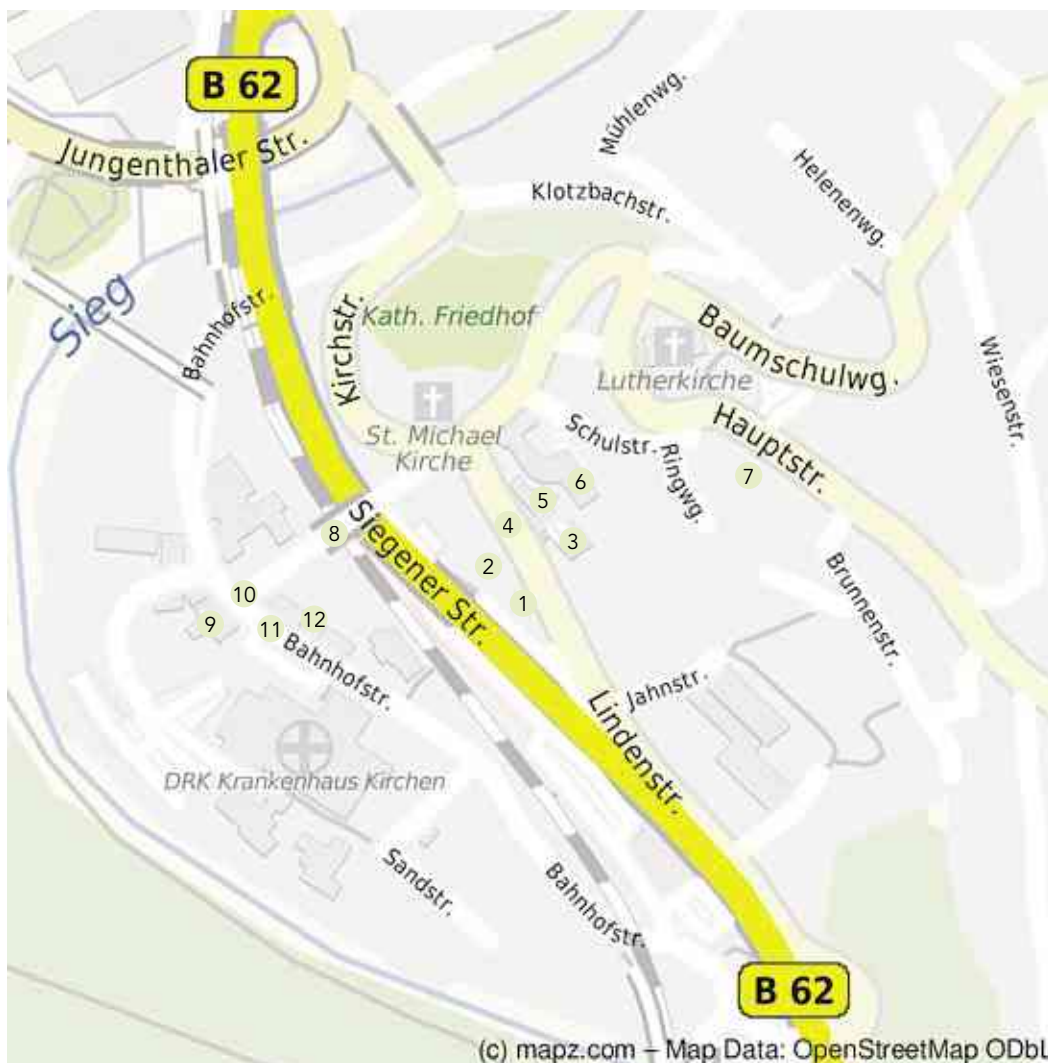 B 62
Jungenthaler Str.
Mühlenwg.
Helenenwg.
Klotzbachstr.
Sieg
Bahnhofstr.
Kirchstr.
Kath. Friedhof
Baumschulwg.
Wiesenstr.
Lutherkirche
St. Michael
Kirche
Schulstr.
Ringwg.
Hauptstr.
7
6
5
4
3
8
Siegener Str.
2
1
10
9
11
12
Bahnhofstr.
Brunnenstr.
Jahnstr.
Lindenstr.
DRK Krankenhaus Kirchen
Sandstr.
Bahnhofstr.
B 62
(c) mapz.com – Map Data: OpenStreetMap ODbL